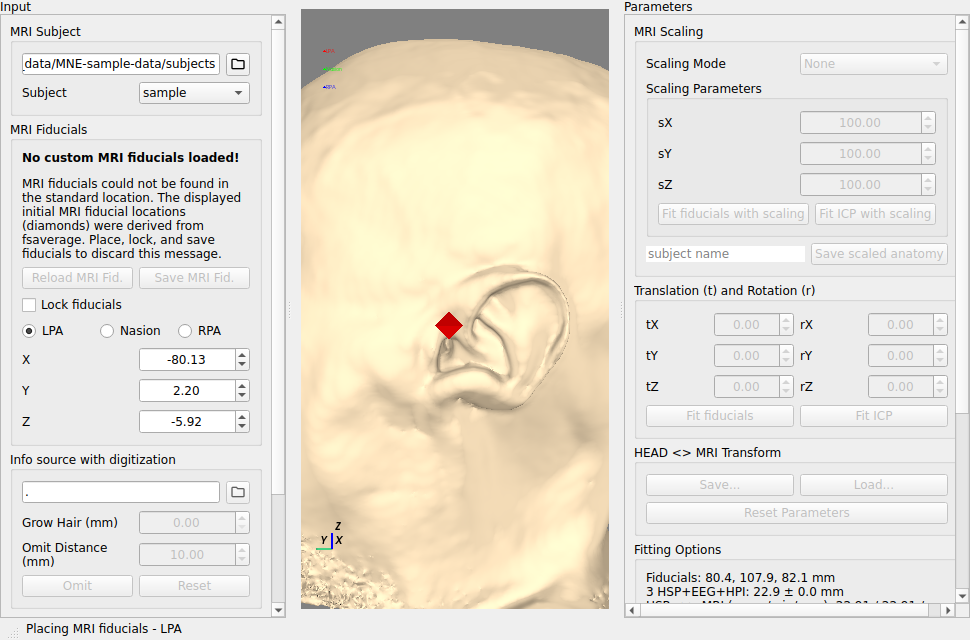 Input
MRI Subject
_data/MNE-sample-data/subjects
Subject
sample
MRI Fiducials
No custom MRI fiducials loaded!
MRI fiducials could not be found in
the standard location. The displayed
initial MRI fiducial locations
(diamonds) were derived from
fsaverage. Place, lock, and save
fiducials to discard this message.
Reload MRI Fid.
Save MRI Fid.
Lock fiducials
LPA
Nasion
RPA
X
-80.13
Y
2.20
Z
-5.92
Info source with digitization
.
Grow Hair (mm)
0.00
Omit Distance
(mm)
10.00
Omit
Reset
Placing MRI fiducials - LPA
RPA
Z
Y
X
Parameters
MRI Scaling
Scaling Mode
None
Scaling Parameters
sX
100.00
sY
100.00
sZ
100.00
Fit fiducials with scaling
Fit ICP with scaling
subject name
Save scaled anatomy
Translation (t) and Rotation (r)
tX
0.00
rX
0.00
tY
0.00
rY
0.00
tZ
0.00
rZ
0.00
Fit fiducials
Fit ICP
HEAD <> MRI Transform
Save...
Load...
Reset Parameters
Fitting Options
Fiducials: 80.4, 107.9, 82.1 mm
3 HSP+EEG+HPI: 22.9 ± 0.0 mm